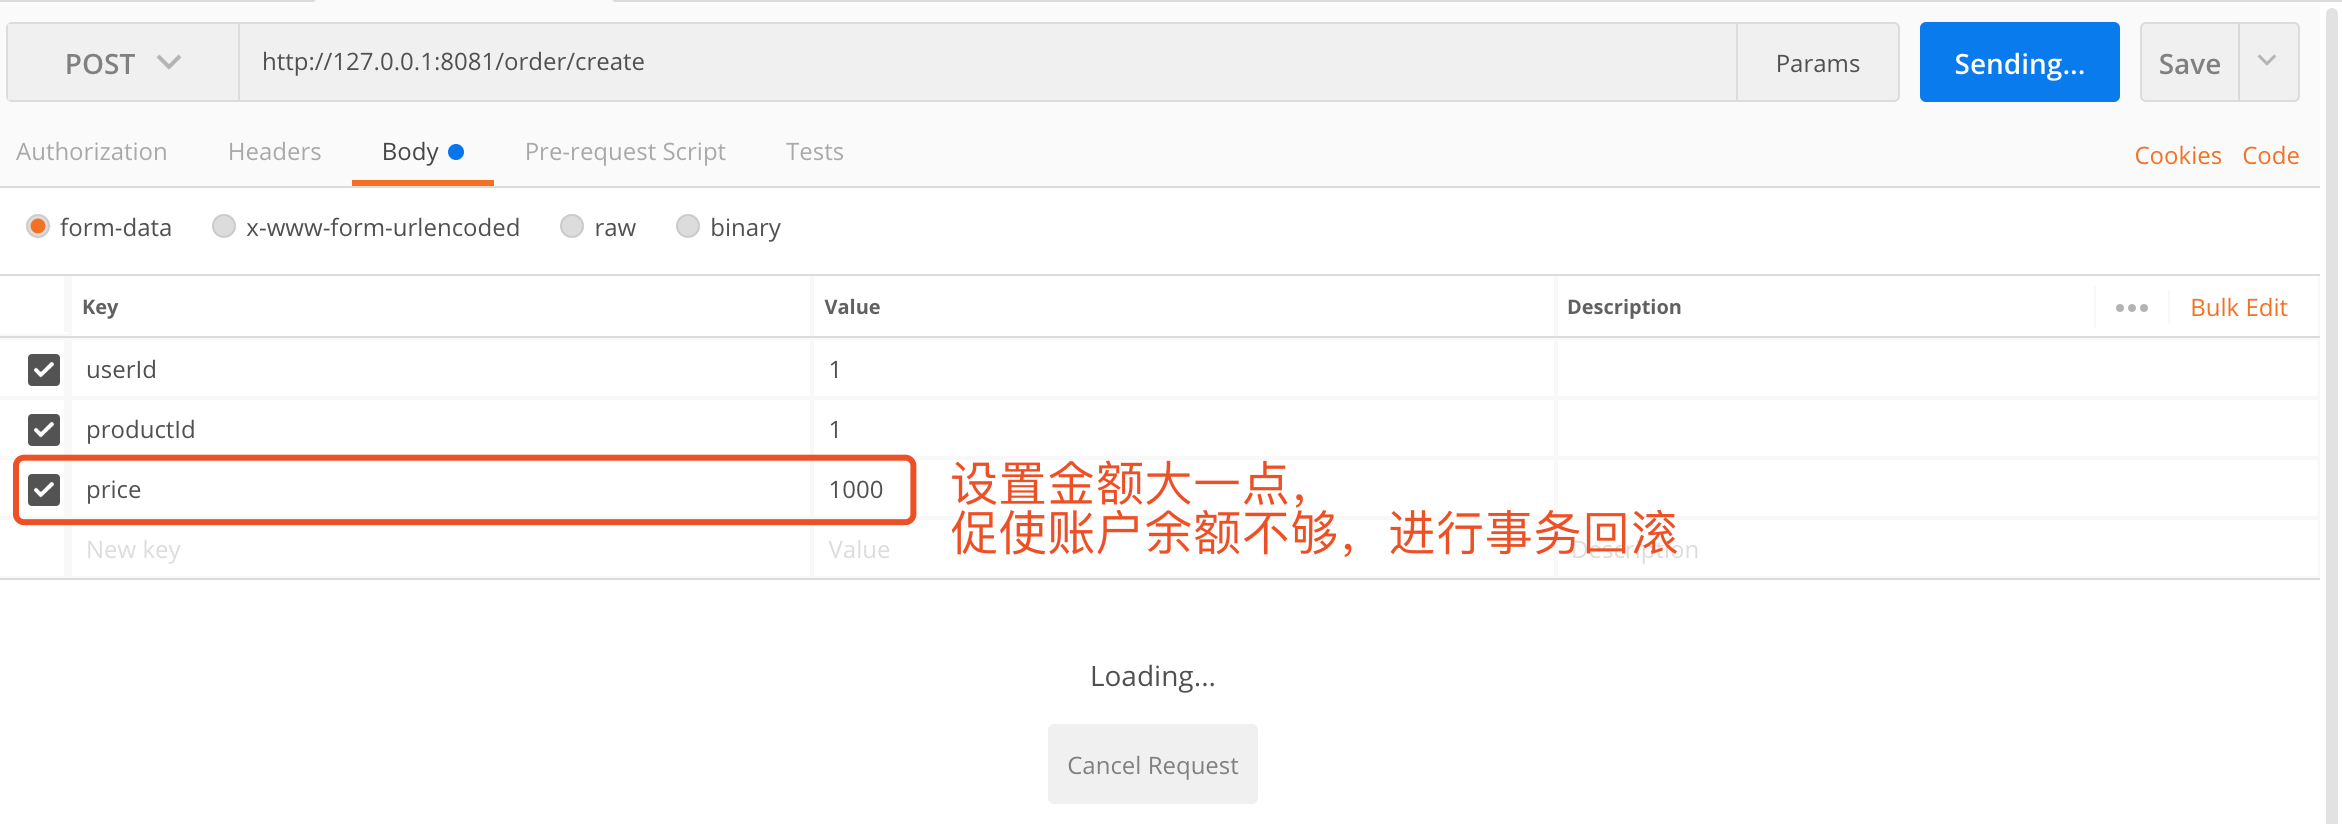 POST
http://127.0.0.1:8081/order/create
Params
Sending...
Save
Authorization
Headers
Body
Pre-request Script
Tests
Cookies
Code
form-data
x-www-form-urlencoded
raw
binary
Key
Value
Description
Bulk Edit
userId
1
productId
1
price
1000
设置金额大一点，
促使账户余额不够，进行事务回滚
New key
Value
Description
Loading...
Cancel Request